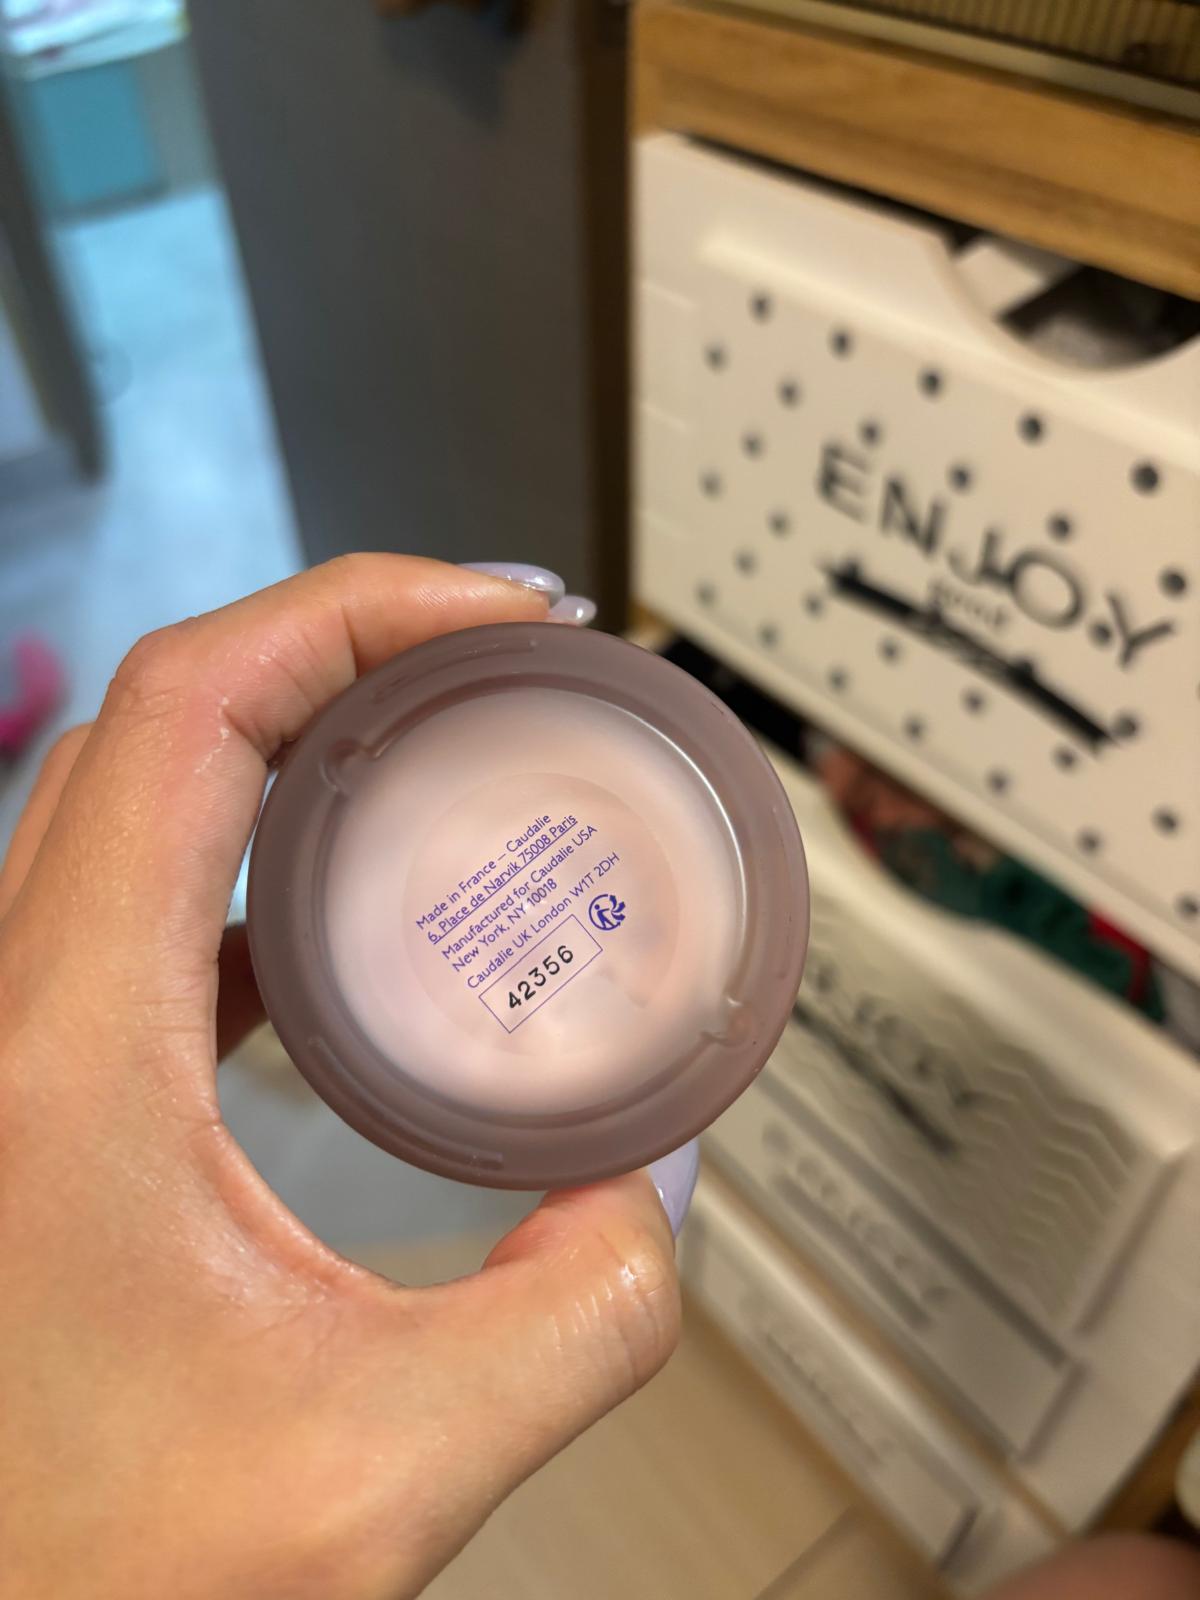 Made in France – Caudalie
6, Place de Narvik 75008 Paris
Manufactured for Caudalie USA
New York, NY 10018
Caudalie UK London W1T 2DH
42356
ENJOY